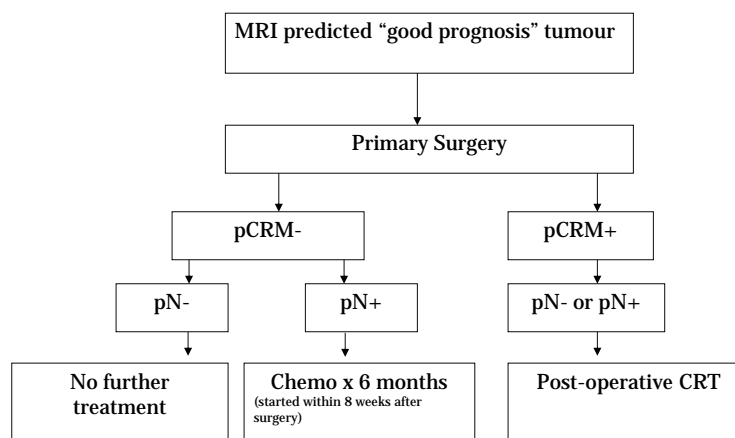 MRI predicted “good prognosis” tumour
Primary Surgery
pCRM-
pCRM+
pN-
pN+
pN- or pN+
No further
treatment
Chemo x 6 months
(started within 8 weeks after
surgery)
Post-operative CRT